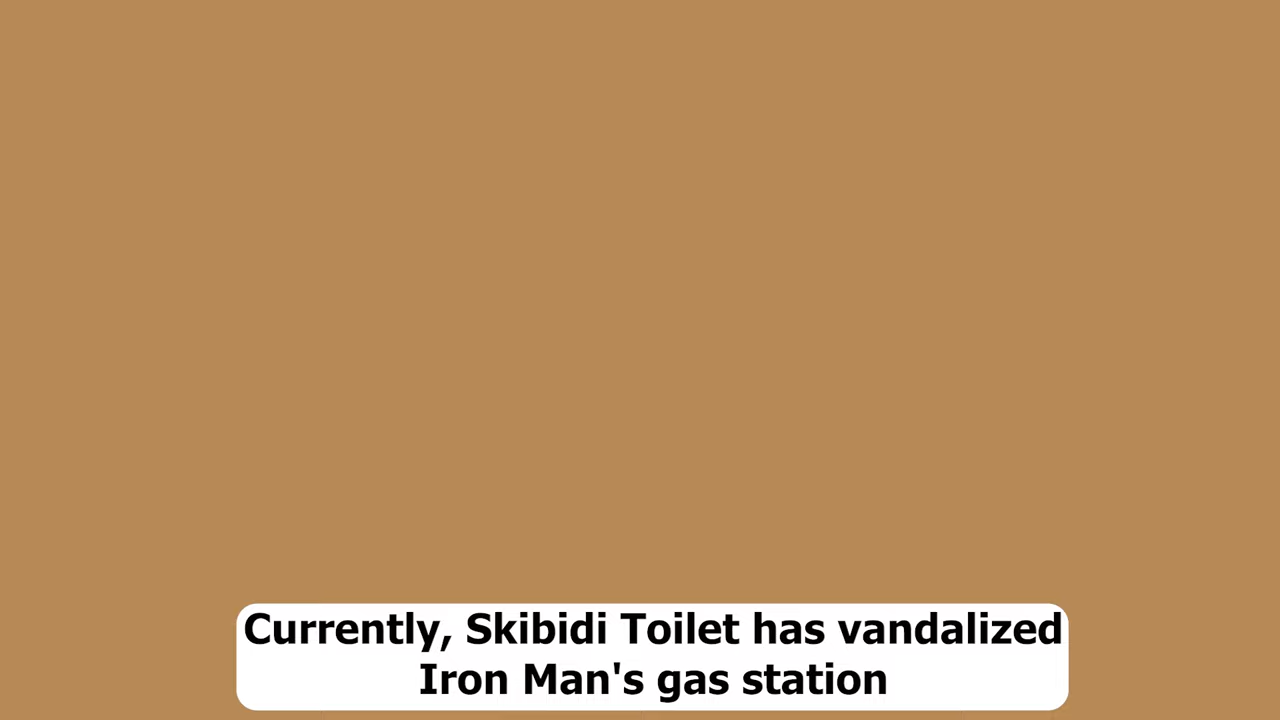 Currently, Skibidi Toilet has vandalized
Iron Man's gas station